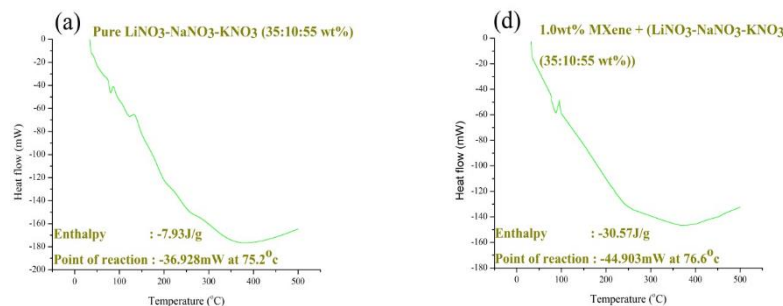 (a)
Pure LiNO3-NaNO3-KNO3 (35:10:55 wt%)
0
-20
-40
-60
-80
-100
-120
-140
-160
-180
-200
Heat flow (mW)
Enthalpy : -7.93J/g
Point of reaction : -36.928mW at 75.2⁰c
0 100 200 300 400 500
Temperature (°C)
(d)
1.0wt% MXene + (LiNO3-NaNO3-KNO3
(35:10:55 wt%))
0
-20
-40
-60
-80
-100
-120
-140
-160
-180
Heat flow (mW)
Enthalpy : -30.57J/g
Point of reaction : -44.903mW at 76.6⁰c
0 100 200 300 400 500
Temperature (°C)